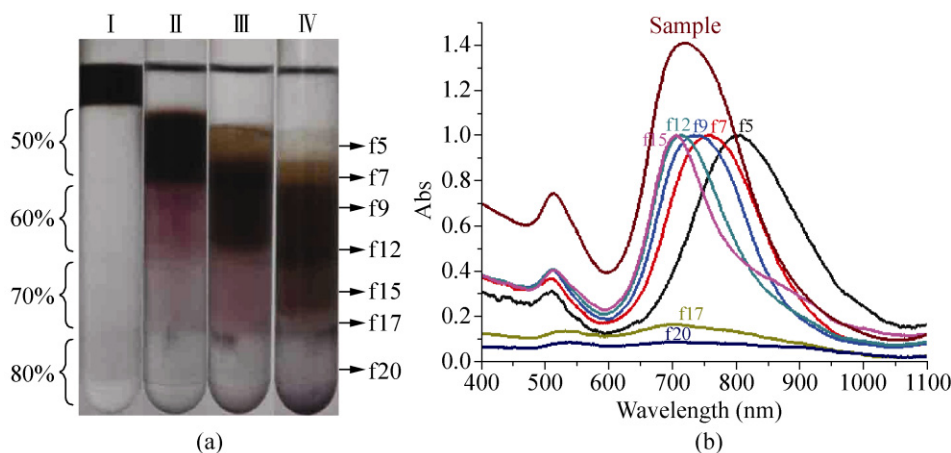 I II III IV
50%
60%
70%
80%
f5
f7
f9
f12
f15
f17
f20
(a)
Sample
f15 f12 f9 f7 f5
f17
f20
1.4
1.2
1.0
0.8
0.6
0.4
0.2
0.0
Abs
400 500 600 700 800 900 1000 1100
Wavelength (nm)
(b)